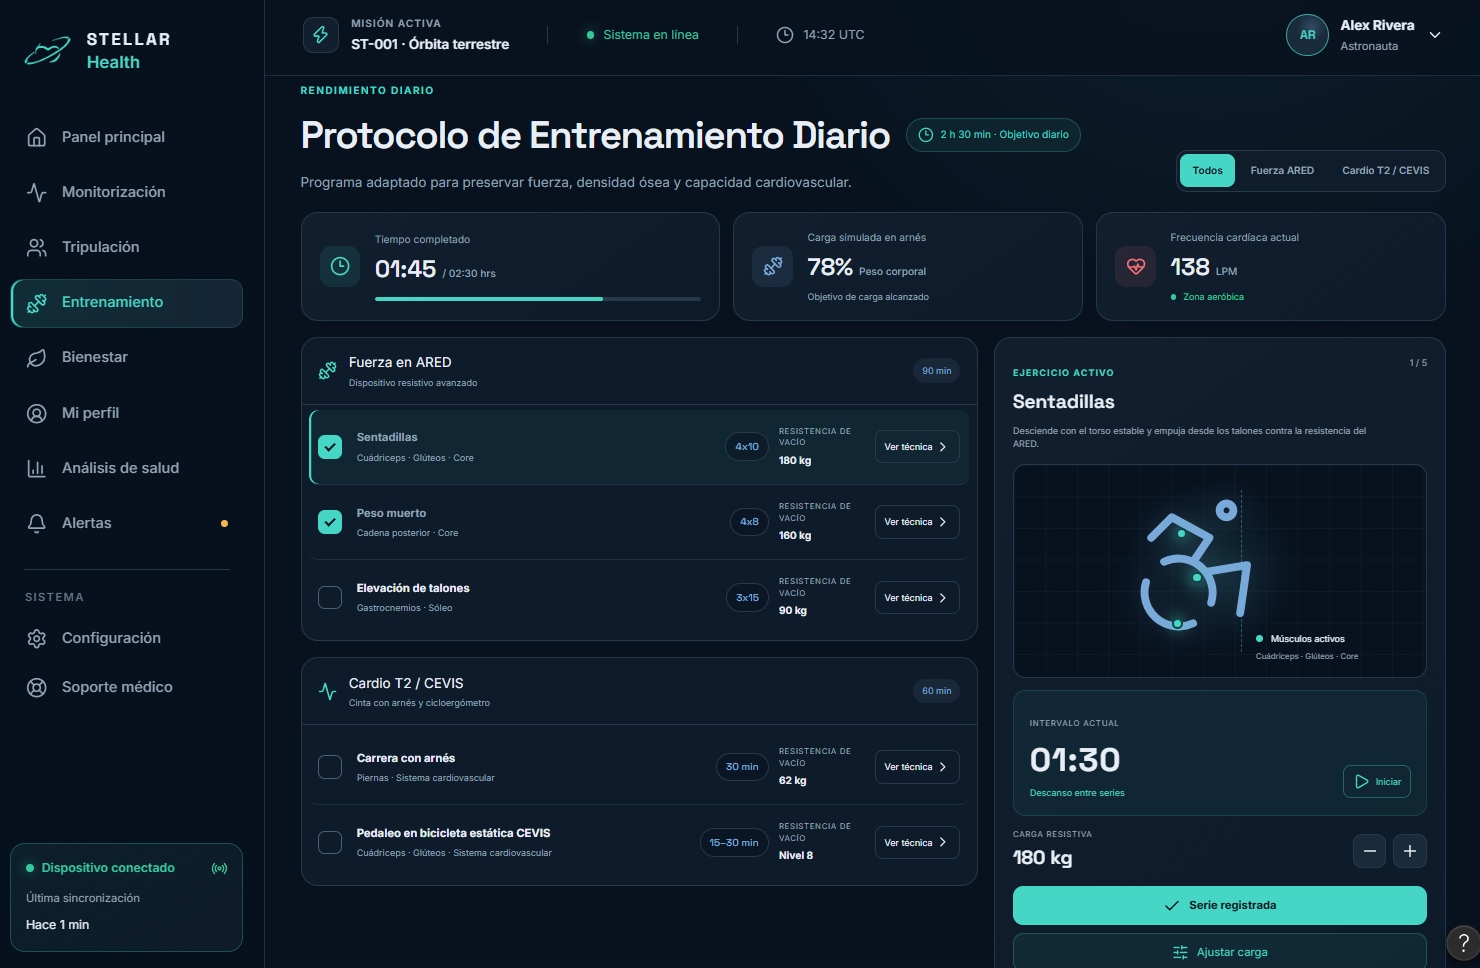 STELLAR
Health
MISIÓN ACTIVA
ST-001 · Órbita terrestre
Sistema en línea
14:32 UTC
AR
Alex Rivera
Astronauta
Panel principal
Monitorización
Tripulación
Entrenamiento
Bienestar
Mi perfil
Análisis de salud
Alertas
SISTEMA
Configuración
Soporte médico
Dispositivo conectado
Última sincronización
Hace 1 min
RENDIMIENTO DIARIO
Protocolo de Entrenamiento Diario
2 h 30 min · Objetivo diario
Programa adaptado para preservar fuerza, densidad ósea y capacidad cardiovascular.
Todos
Fuerza ARED
Cardio T2 / CEVIS
Tiempo completado
01:45 / 02:30 hrs
Carga simulada en arnés
78% Peso corporal
Objetivo de carga alcanzado
Frecuencia cardíaca actual
138 LPM
Zona aeróbica
Fuerza en ARED
Dispositivo resistivo avanzado
90 min
Sentadillas
Cuádriceps · Glúteos · Core
4x10
RESISTENCIA DE
VACÍO
180 kg
Ver técnica
Peso muerto
Cadena posterior · Core
4x8
RESISTENCIA DE
VACÍO
160 kg
Ver técnica
Elevación de talones
Gastrocnemios · Sóleo
3x15
RESISTENCIA DE
VACÍO
90 kg
Ver técnica
Cardio T2 / CEVIS
Cinta con arnés y cicloergómetro
60 min
Carrera con arnés
Piernas · Sistema cardiovascular
30 min
RESISTENCIA DE
VACÍO
62 kg
Ver técnica
Pedaleo en bicicleta estática CEVIS
Cuádriceps · Glúteos · Sistema cardiovascular
15–30 min
RESISTENCIA DE
VACÍO
Nivel 8
Ver técnica
1 / 5
EJERCICIO ACTIVO
Sentadillas
Desciende con el torso estable y empuja desde los talones contra la resistencia del
ARED.
Músculos activos
Cuádriceps · Glúteos · Core
INTERVALO ACTUAL
01:30
Descanso entre series
Iniciar
CARGA RESISTIVA
180 kg
Serie registrada
Ajustar carga
?